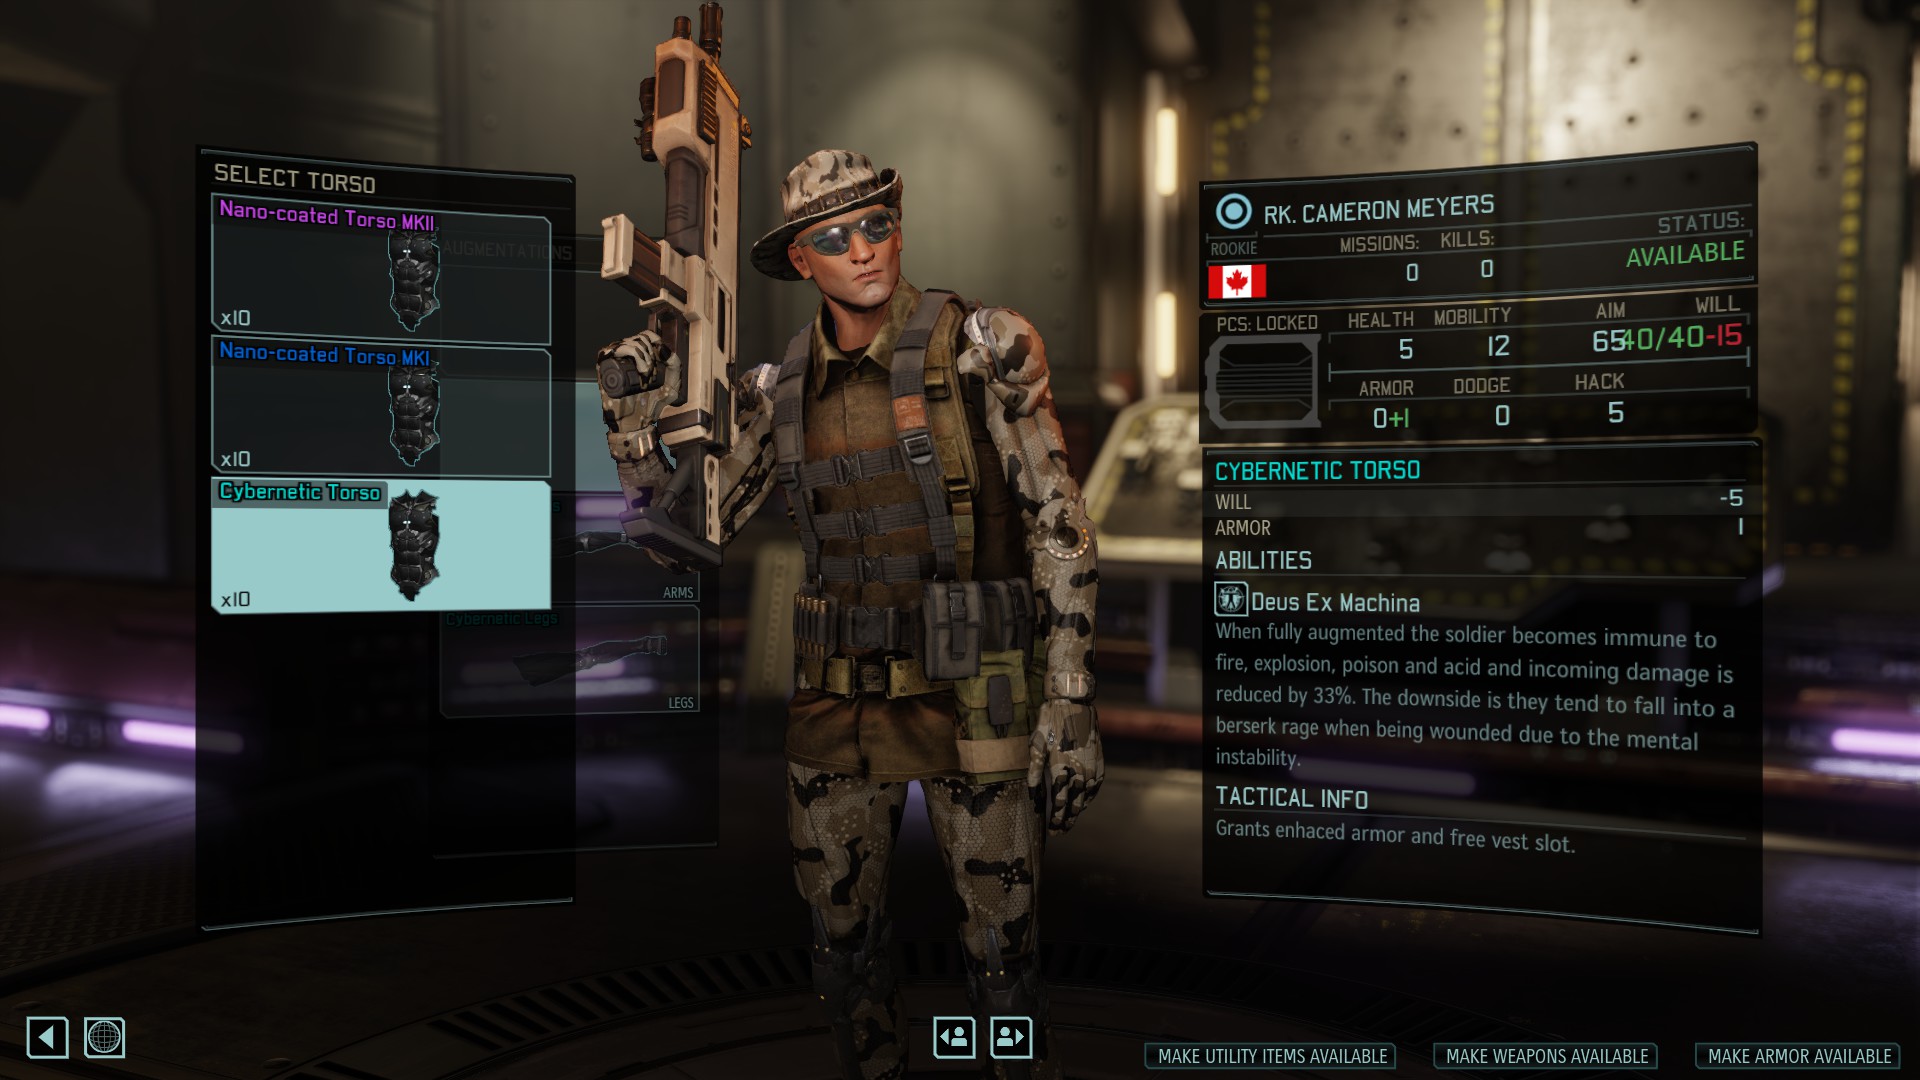 SELECT TORSO
Nano-coated Torso MKII
x10
Nano-coated Torso MKI
x10
Cybernetic Torso
x10
AUGMENTATIONS
ARMS
Cybernetic Legs
LEGS
RK. CAMERON MEYERS
ROOKIE
MISSIONS:
0
KILLS:
0
STATUS:
AVAILABLE
PCS: LOCKED
HEALTH
5
MOBILITY
12
AIM
65
WILL
40/40-15
ARMOR
0+1
DODGE
0
HACK
5
CYBERNETIC TORSO
WILL -5
ARMOR 1
ABILITIES
Deus Ex Machina
When fully augmented the soldier becomes immune to
fire, explosion, poison and acid and incoming damage is
reduced by 33%. The downside is they tend to fall into a
berserk rage when being wounded due to the mental
instability.
TACTICAL INFO
Grants enhaced armor and free vest slot.
MAKE UTILITY ITEMS AVAILABLE
MAKE WEAPONS AVAILABLE
MAKE ARMOR AVAILABLE